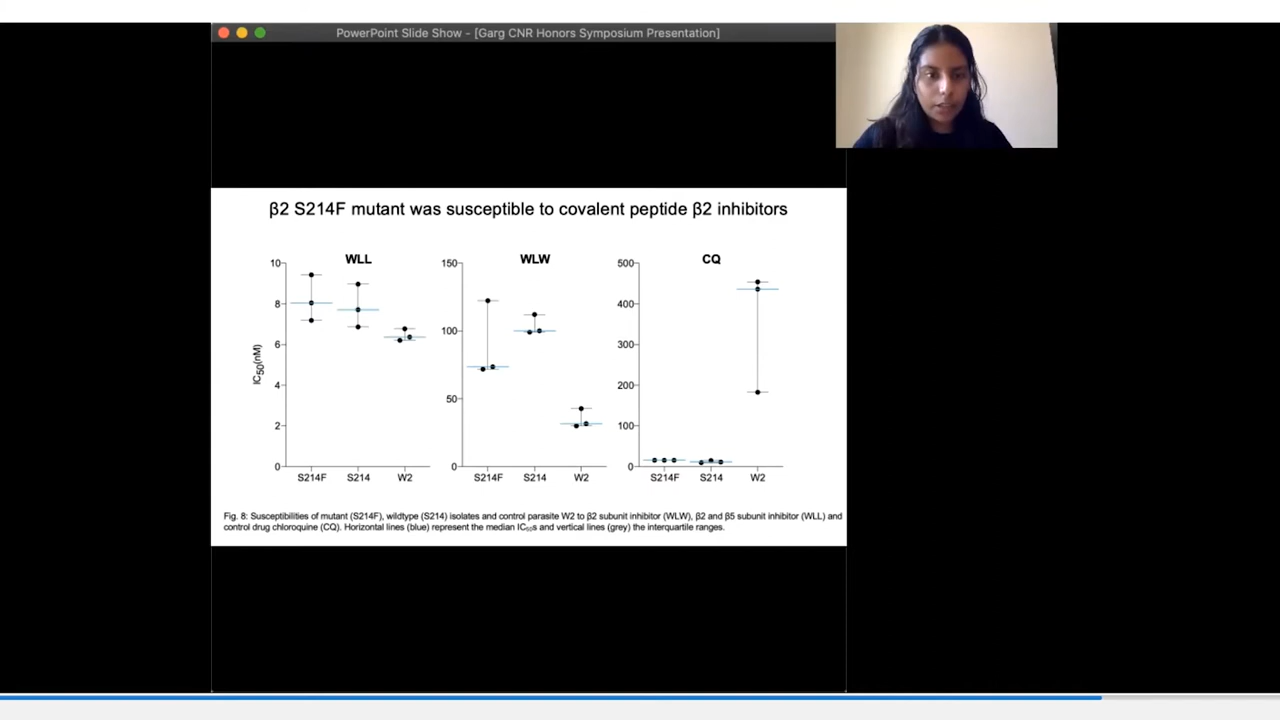 PowerPoint Slide Show - [Garg CNR Honors Symposium Presentation]
β2 S214F mutant was susceptible to covalent peptide β2 inhibitors
WLL
WLW
CQ
IC50(nM)
10
8
6
4
2
0
S214F S214 W2
150
100
50
0
S214F S214 W2
500
400
300
200
100
0
S214F S214 W2
Fig. 8: Susceptibilities of mutant (S214F), wildtype (S214) isolates and control parasite W2 to β2 subunit inhibitor (WLW), β2 and β5 subunit inhibitor (WLL) and
control drug chloroquine (CQ). Horizontal lines (blue) represent the median IC50s and vertical lines (grey) the interquartile ranges.